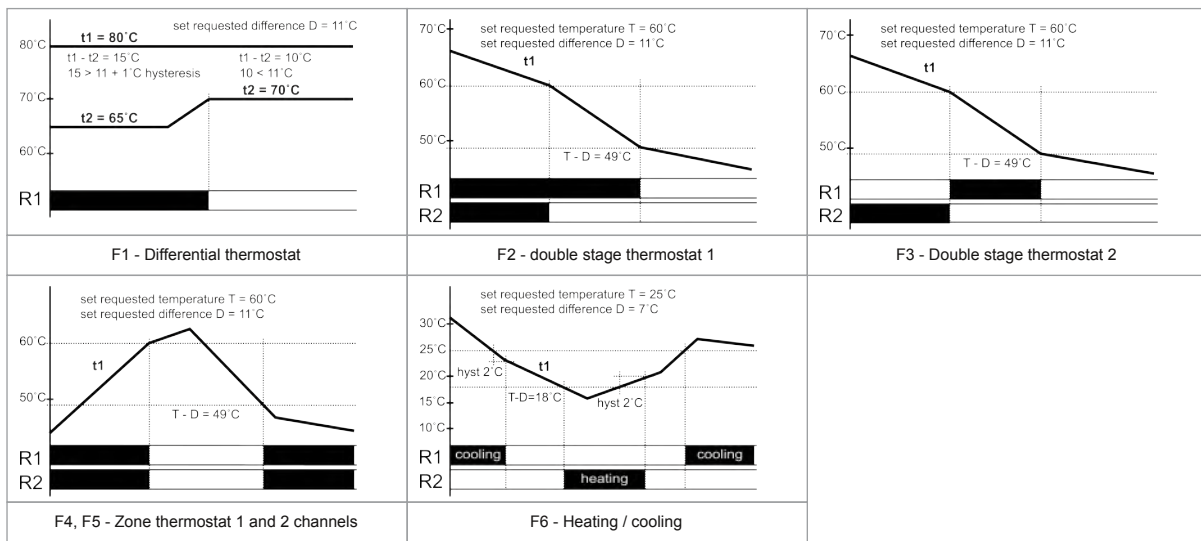 set requested difference D = 11˚C
t1 = 80˚C
80˚C
t1 - t2 = 15˚C
t1 - t2 = 10˚C
15 > 11 + 1˚C hysteresis
10 < 11˚C
t2 = 70˚C
70˚C
t2 = 65˚C
60˚C
R1
F1 - Differential thermostat
set requested temperature T = 60˚C
70˚C
set requested difference D = 11˚C
t1
60˚C
50˚C
T - D = 49˚C
R1
R2
F2 - double stage thermostat 1
set requested temperature T = 60˚C
70˚C
set requested difference D = 11˚C
t1
60˚C
50˚C
T - D = 49˚C
R1
R2
F3 - Double stage thermostat 2
set requested temperature T = 60˚C
set requested difference D = 11˚C
60˚C
t1
50˚C
T - D = 49˚C
R1
R2
F4, F5 - Zone thermostat 1 and 2 channels
set requested temperature T = 25˚C
set requested difference D = 7˚C
30˚C
25˚C
hyst 2˚C
t1
20˚C
T-D=18˚C
hyst 2˚C
15˚C
10˚C
R1
cooling
cooling
R2
heating
F6 - Heating / cooling